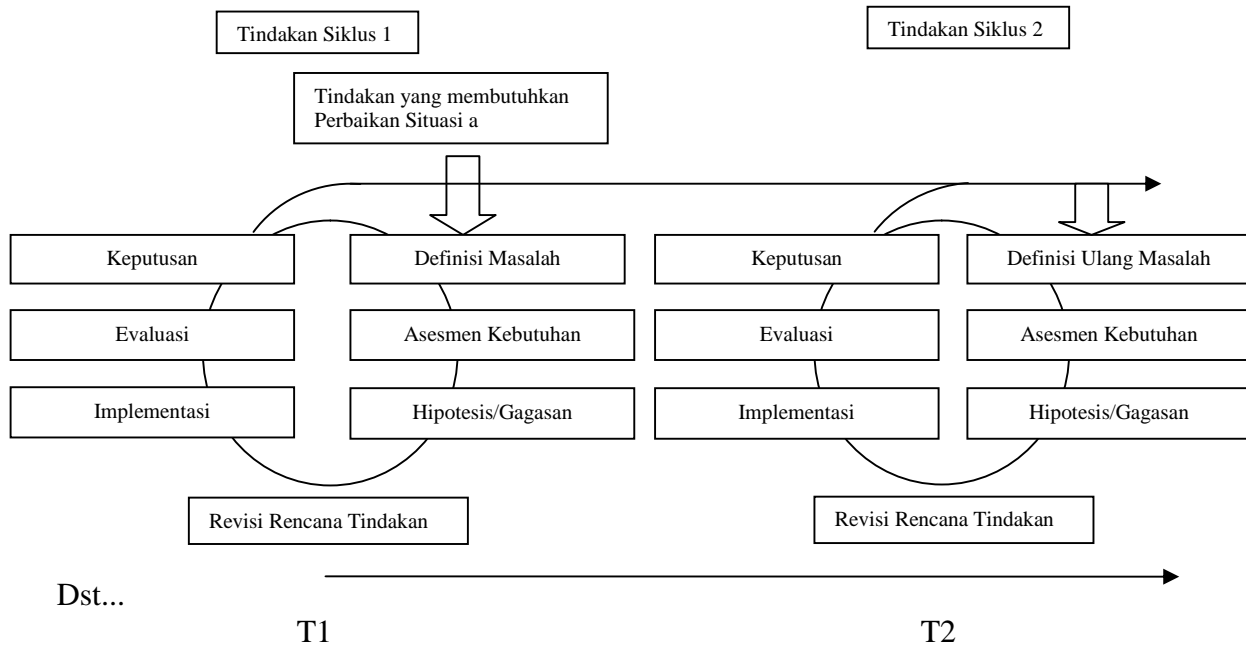 Tindakan Siklus 1
Tindakan Siklus 2
Tindakan yang membutuhkan
Perbaikan Situasi a
Keputusan
Definisi Masalah
Keputusan
Definisi Ulang Masalah
Evaluasi
Asesmen Kebutuhan
Evaluasi
Asesmen Kebutuhan
Implementasi
Hipotesis/Gagasan
Implementasi
Hipotesis/Gagasan
Revisi Rencana Tindakan
Revisi Rencana Tindakan
Dst...
T1
T2